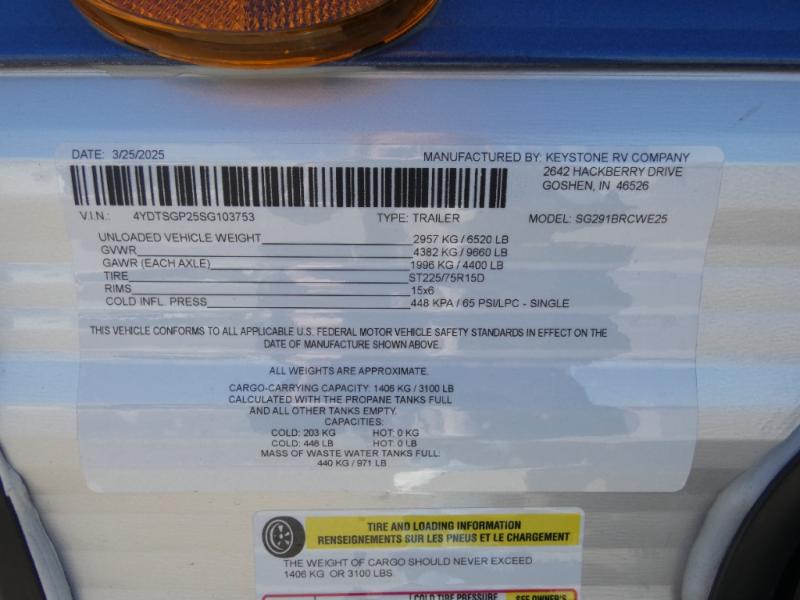 DATE: 3/25/2025 MANUFACTURED BY: KEYSTONE RV COMPANY
2642 HACKBERRY DRIVE
GOSHEN, IN 46526
V.I.N.: 4YDTSGP25SG103753 TYPE: TRAILER MODEL: SG291BRCWE25
UNLOADED VEHICLE WEIGHT 2957 KG / 6520 LB
GVWR 4382 KG / 9660 LB
GAWR (EACH AXLE) 1996 KG / 4400 LB
TIRE ST225/75R15D
RIMS 15x6
COLD INFL. PRESS 448 KPA / 65 PSI/LPC - SINGLE
THIS VEHICLE CONFORMS TO ALL APPLICABLE U.S. FEDERAL MOTOR VEHICLE SAFETY STANDARDS IN EFFECT ON THE
DATE OF MANUFACTURE SHOWN ABOVE.
ALL WEIGHTS ARE APPROXIMATE.
CARGO-CARRYING CAPACITY: 1406 KG / 3100 LB
CALCULATED WITH THE PROPANE TANKS FULL
AND ALL OTHER TANKS EMPTY.
CAPACITIES:
COLD: 203 KG HOT: 0 KG
COLD: 448 LB HOT: 0 LB
MASS OF WASTE WATER TANKS FULL:
440 KG / 971 LB
TIRE AND LOADING INFORMATION
RENSEIGNEMENTS SUR LES PNEUS ET LE CHARGEMENT
THE WEIGHT OF CARGO SHOULD NEVER EXCEED
1406 KG OR 3100 LBS.
COLD TIRE PRESSURE SEE OWNER'S